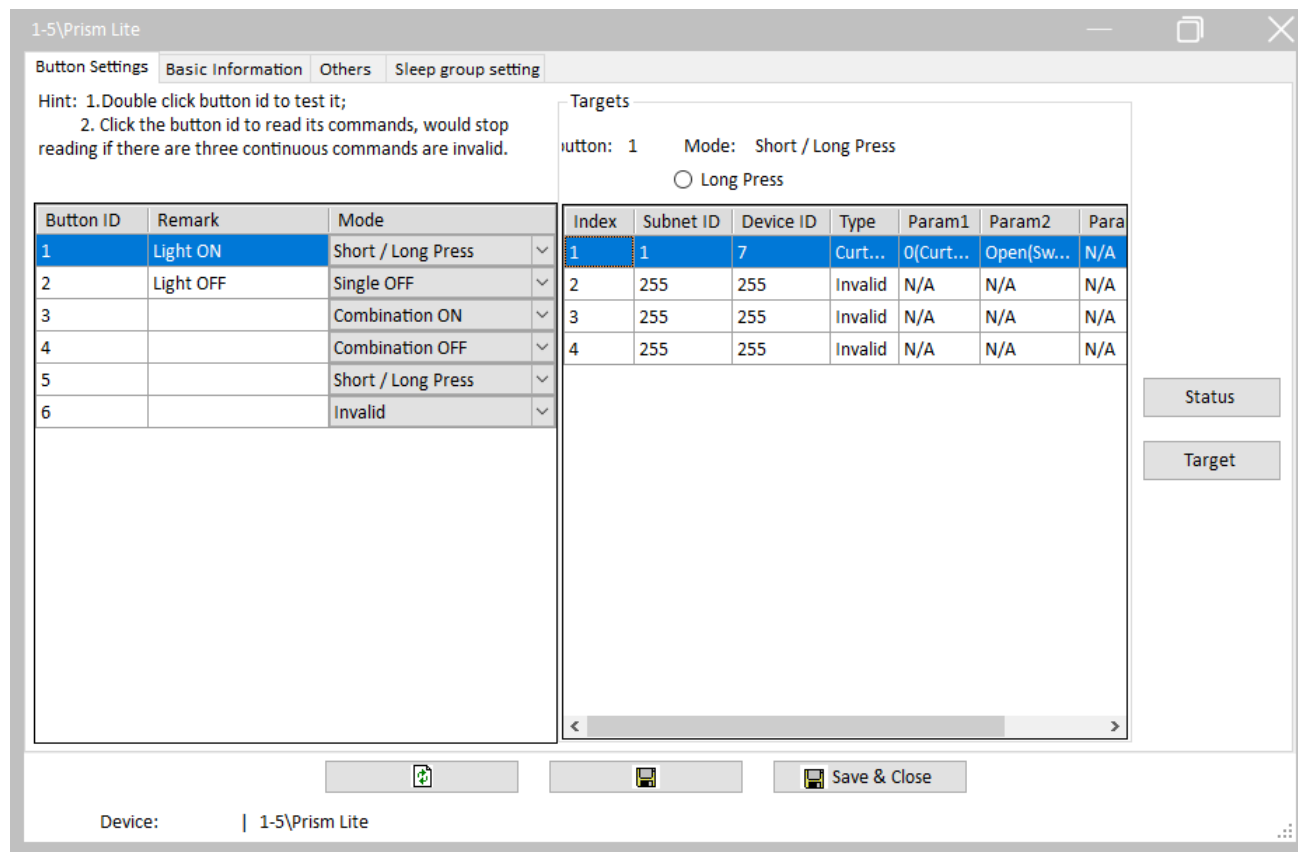 1-5\Prism Lite
Button Settings Basic Information Others Sleep group setting
Hint: 1.Double click button id to test it;
2. Click the button id to read its commands, would stop
reading if there are three continuous commands are invalid.
Targets
utton: 1 Mode: Short / Long Press
Long Press
Button ID Remark Mode
1 Light ON Short / Long Press
2 Light OFF Single OFF
3 Combination ON
4 Combination OFF
5 Short / Long Press
6 Invalid
Index Subnet ID Device ID Type Param1 Param2 Para
1 1 7 Curt... 0(Curt... Open(Sw... N/A
2 255 255 Invalid N/A N/A N/A
3 255 255 Invalid N/A N/A N/A
4 255 255 Invalid N/A N/A N/A
Status
Target
Save & Close
Device: | 1-5\Prism Lite